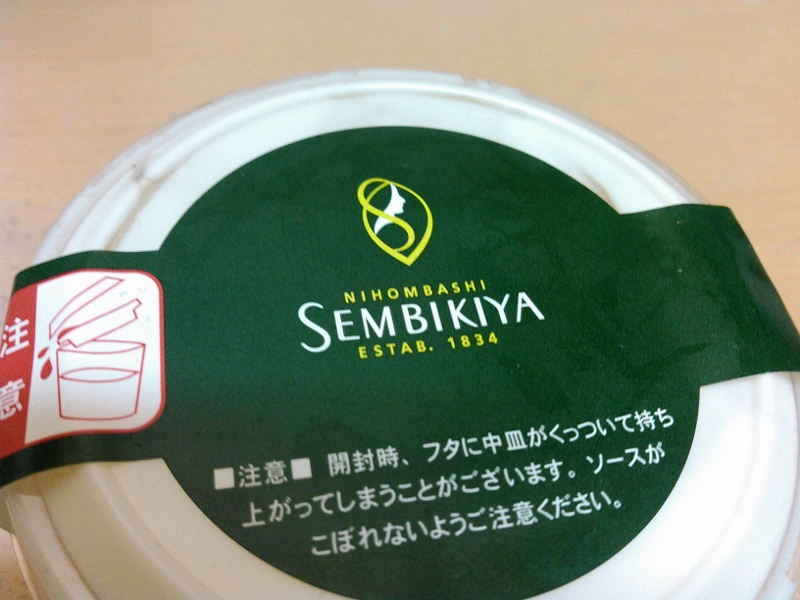 NIHOMBASHI
SEMBIKIYA
ESTAB. 1834
注意
■注意■ 開封時、フタに中皿がくっついて持ち
上がってしまうことがございます。ソースが
こぼれないようご注意ください。